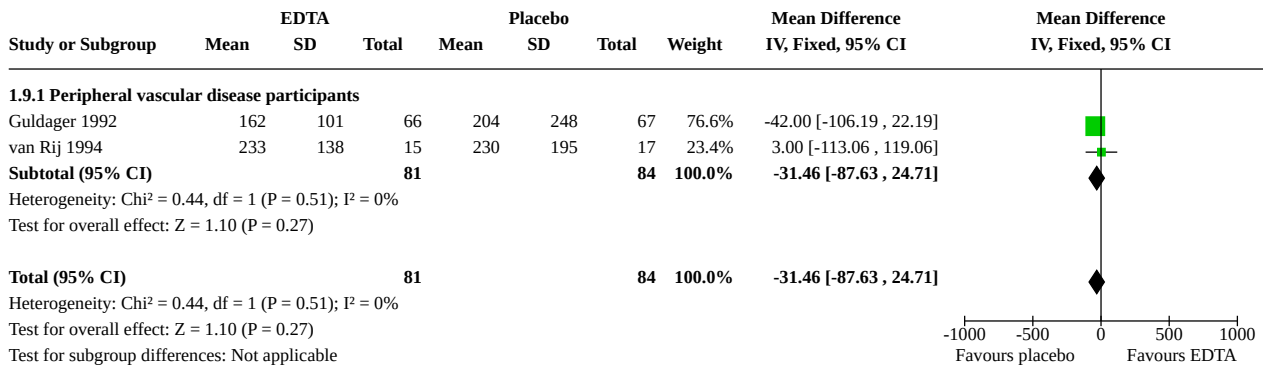 EDTA Placebo Mean Difference Mean Difference
Study or Subgroup Mean SD Total Mean SD Total Weight IV, Fixed, 95% CI IV, Fixed, 95% CI
1.9.1 Peripheral vascular disease participants
Guldager 1992 162 101 66 204 248 67 76.6% -42.00 [-106.19 , 22.19]
van Rij 1994 233 138 15 230 195 17 23.4% 3.00 [-113.06 , 119.06]
Subtotal (95% CI) 81 84 100.0% -31.46 [-87.63 , 24.71]
Heterogeneity: Chi² = 0.44, df = 1 (P = 0.51); I² = 0%
Test for overall effect: Z = 1.10 (P = 0.27)
Total (95% CI) 81 84 100.0% -31.46 [-87.63 , 24.71]
Heterogeneity: Chi² = 0.44, df = 1 (P = 0.51); I² = 0%
Test for overall effect: Z = 1.10 (P = 0.27)
Test for subgroup differences: Not applicable
-1000 -500 0 500 1000
Favours placebo Favours EDTA